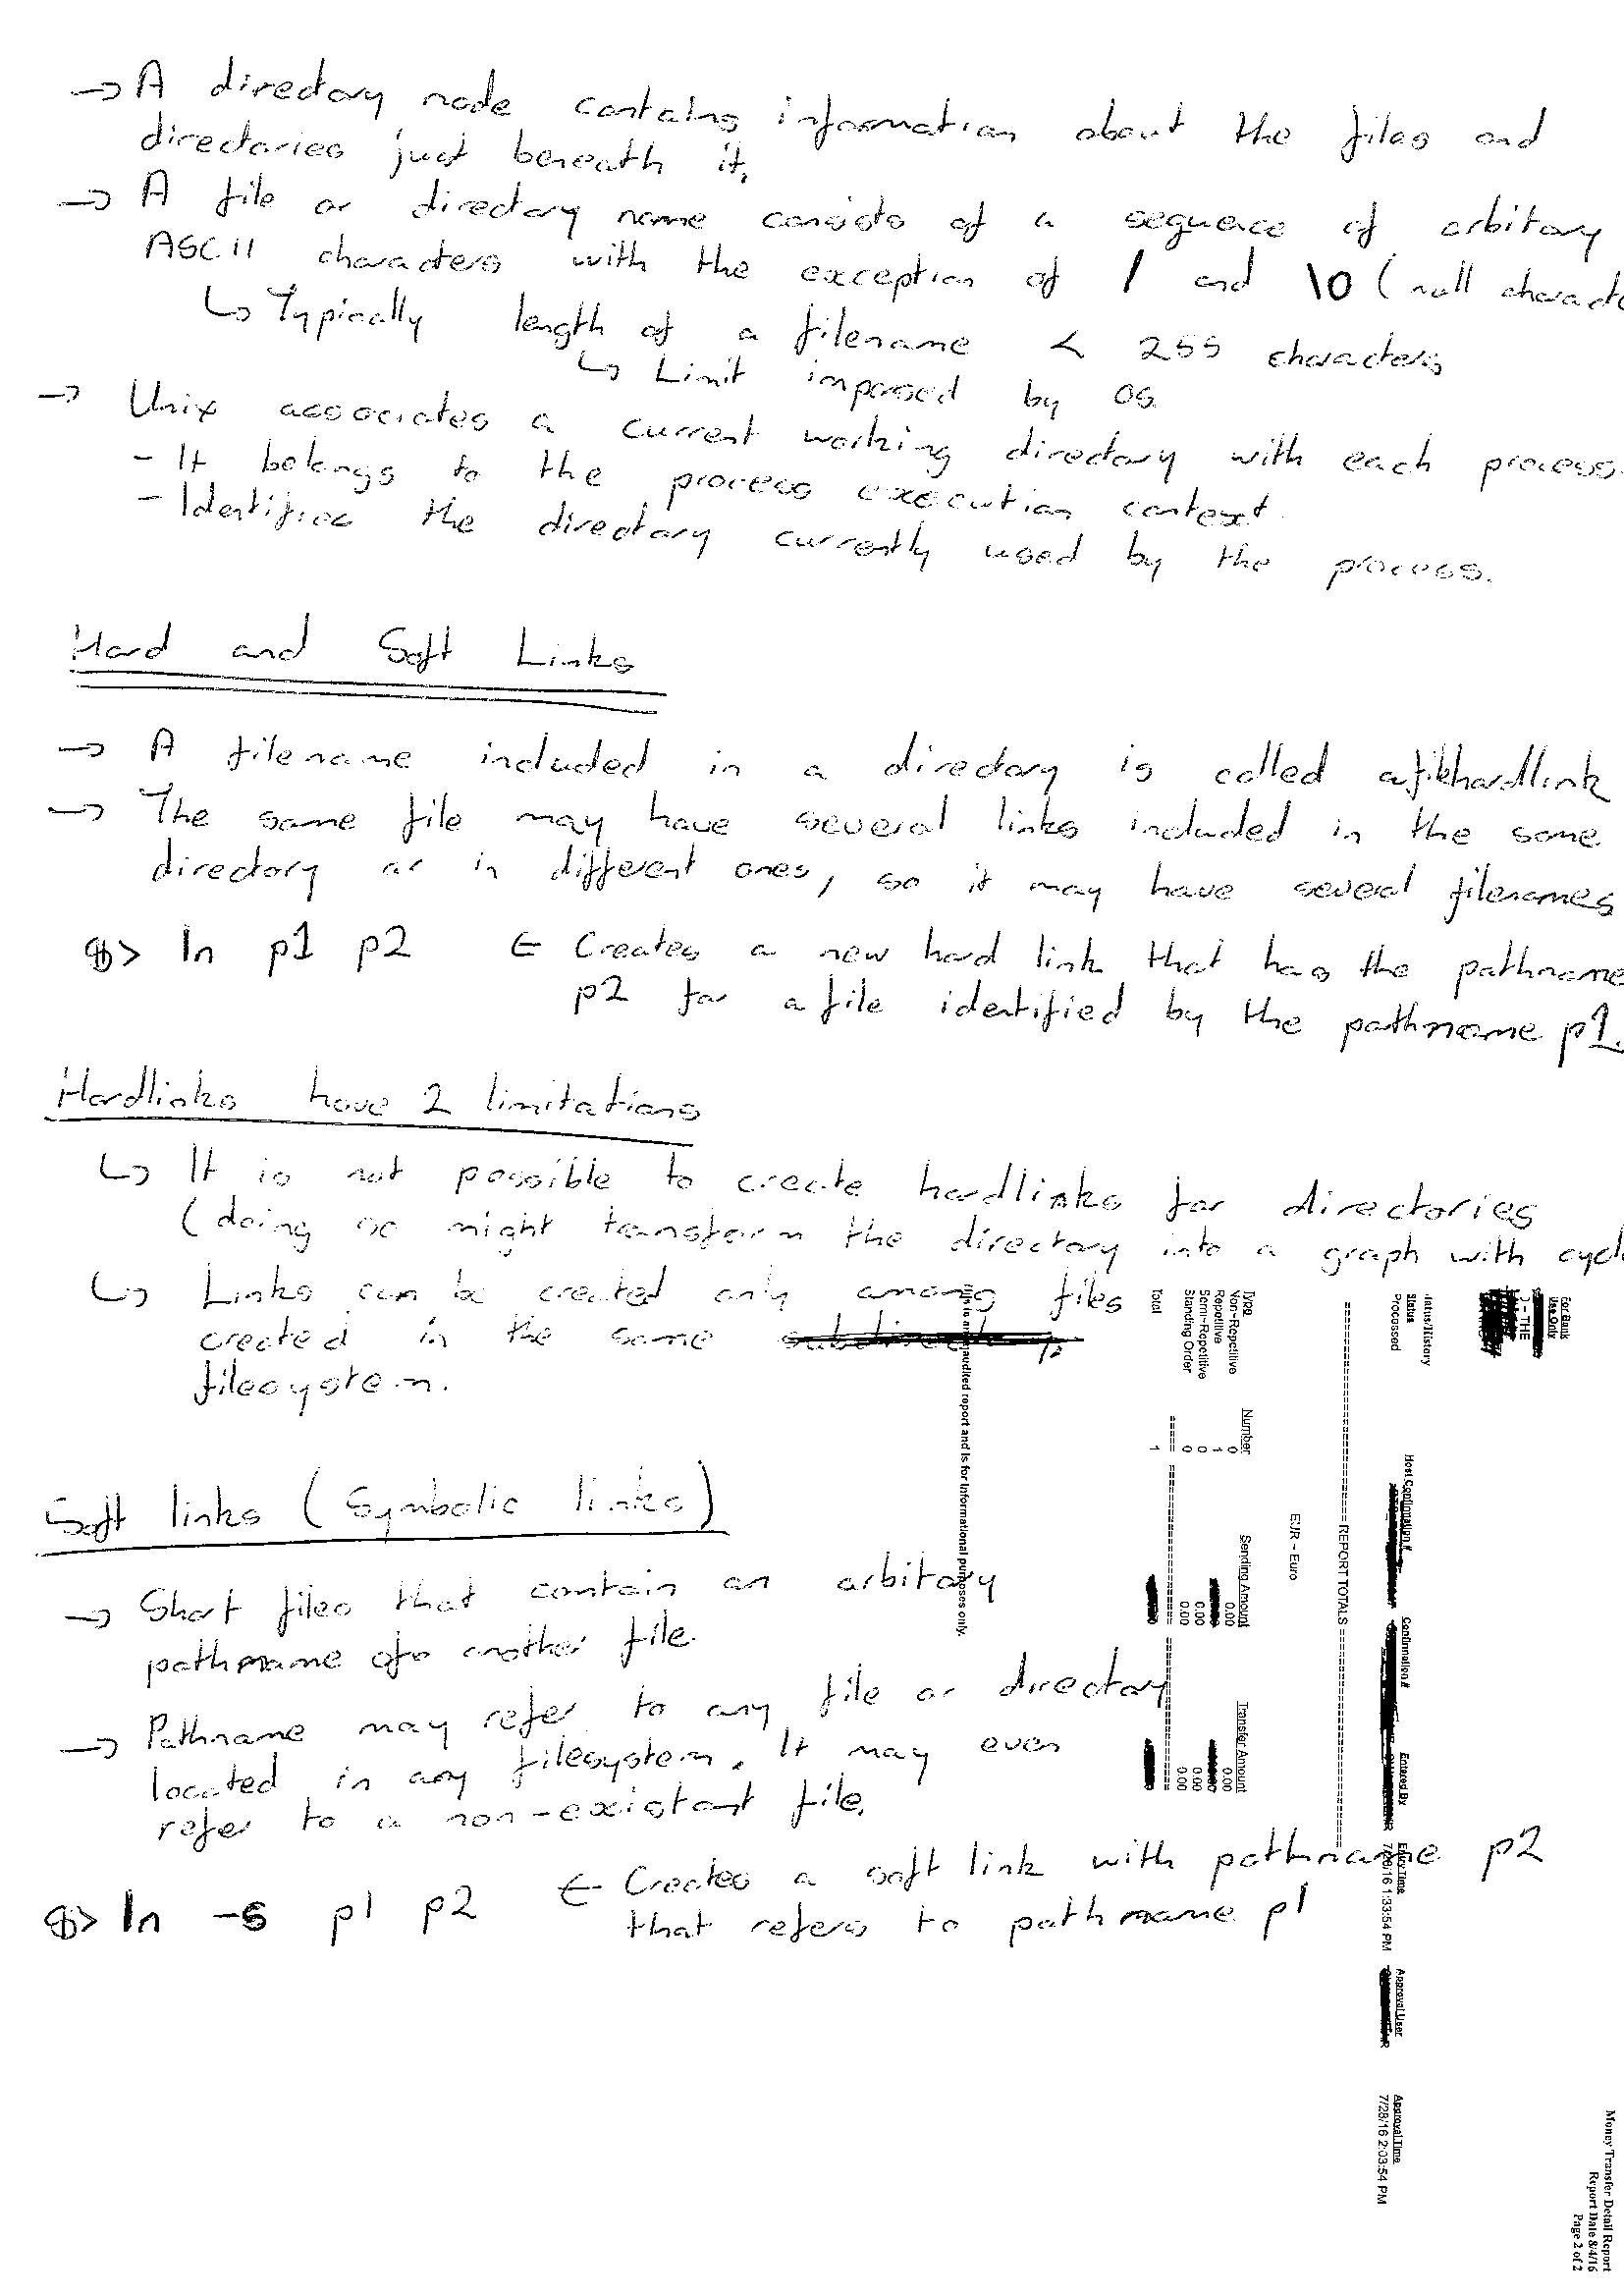 → A directory node contains information about the files and
directories just beneath it.
→ A file or directory name consists of a sequence of arbitary
ASCII characters with the exception of / and \0 (null characte
↳ Typically length of a filename < 255 characters
↳ Limit imposed by OS.
→ Unix associates a current working directory with each process.
- It belongs to the process execution context.
- Identifies the directory currently used by the process.
Hard and Soft Links
→ A filename included in a directory is called a file hardlink
→ The same file may have several links included in the same
directory or in different ones, so it may have several filenames
$> ln p1 p2 ← Creates a new hard link that has the pathname
p2 for a file identified by the pathname p1.
Hardlinks have 2 limitations
↳ It is not possible to create hardlinks for directories
(doing so might transform the directory into a graph with cycl
↳ Links can be created only among files
created in the same
filesystem.
Soft links (Symbolic links)
→ Short files that contain an arbitary
pathname of another file.
→ Pathname may refer to any file or directory
located in any filesystem. It may even
refer to a non-existant file.
$> ln -s p1 p2 ← Creates a soft link with pathname p2
that refers to pathname p1
Money Transfer Detail Report
Report Date 8/4/16
Page 2 of 2
For Bank
Use Only
- THE
Status/History
Status
Processed
Host Confirmation #
Confirmation #
Entered By
Entry Time
7/28/16 1:33:54 PM
Approval User
Approval Time
7/28/16 2:03:54 PM
REPORT TOTALS
EUR - Euro
Type Number Sending Amount Transfer Amount
Non-Repetitive 0 0.00 0.00
Repetitive 1
Semi-Repetitive 0 0.00 0.00
Standing Order 0 0.00 0.00
Total 1
audited report and is for informational purposes only.